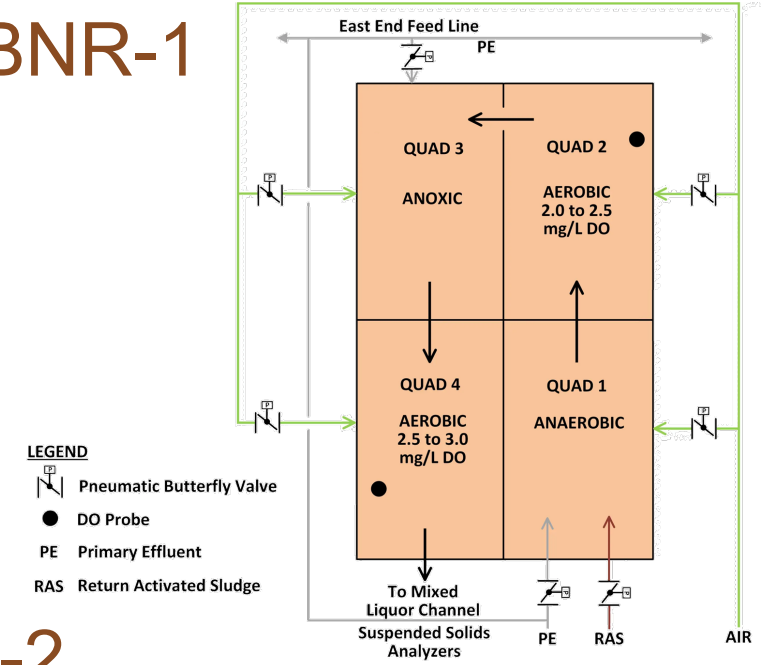 BNR-1
East End Feed Line
PE
QUAD 3
ANOXIC
QUAD 2
AEROBIC
2.0 to 2.5
mg/L DO
QUAD 4
AEROBIC
2.5 to 3.0
mg/L DO
QUAD 1
ANAEROBIC
P
P
P
P
P
P
P
LEGEND
P
Pneumatic Butterfly Valve
DO Probe
PE Primary Effluent
RAS Return Activated Sludge
To Mixed
Liquor Channel
Suspended Solids
Analyzers
PE
RAS
AIR
-2